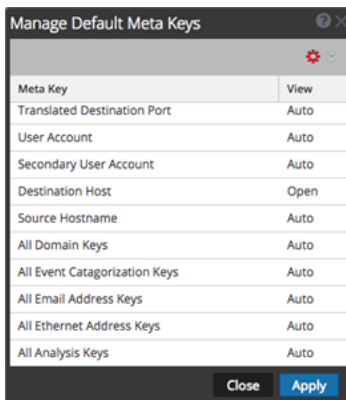 Manage Default Meta Keys
Meta Key View
Translated Destination Port Auto
User Account Auto
Secondary User Account Auto
Destination Host Open
Source Hostname Auto
All Domain Keys Auto
All Event Catagorization Keys Auto
All Email Address Keys Auto
All Ethernet Address Keys Auto
All Analysis Keys Auto
Close Apply